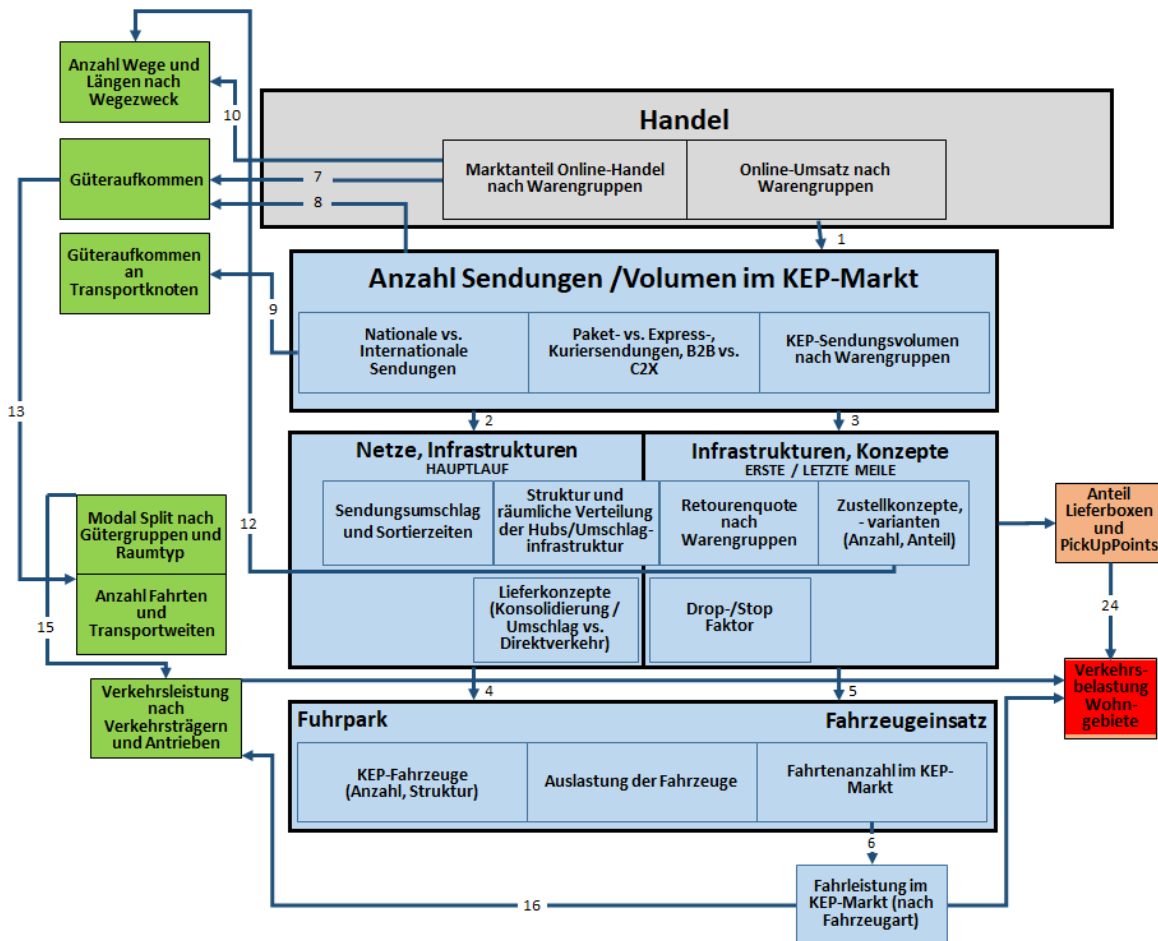 Anzahl Wege und
Längen nach
Wegezweck
10
Handel
Marktanteil Online-Handel
nach Warengruppen
Online-Umsatz nach
Warengruppen
Güteraufkommen
7
8
1
Güteraufkommen
an
Transportknoten
9
Anzahl Sendungen /Volumen im KEP-Markt
Nationale vs.
Internationale
Sendungen
Paket- vs. Express-,
Kuriersendungen, B2B vs.
C2X
KEP-Sendungsvolumen
nach Warengruppen
13
2
3
Netze, Infrastrukturen
HAUPTLAUF
Infrastrukturen, Konzepte
ERSTE / LETZTE MEILE
Sendungsumschlag
und Sortierzeiten
Struktur und
räumliche Verteilung
der Hubs/Umschlag-
infrastruktur
Retourenquote
nach
Warengruppen
Zustellkonzepte,
- varianten
(Anzahl, Anteil)
Anteil
Lieferboxen
und
PickUpPoints
12
Modal Split nach
Gütergruppen und
Raumtyp
Anzahl Fahrten
und
Transportweiten
15
Lieferkonzepte
(Konsolidierung /
Umschlag vs.
Direktverkehr)
Drop-/Stop
Faktor
24
4
5
Verkehrsleistung
nach
Verkehrsträgern
und Antrieben
Verkehrs-
belastung
Wohn-
gebiete
Fuhrpark
Fahrzeugeinsatz
KEP-Fahrzeuge
(Anzahl, Struktur)
Auslastung der Fahrzeuge
Fahrtenanzahl im KEP-
Markt
6
16
Fahrleistung im
KEP-Markt (nach
Fahrzeugart)